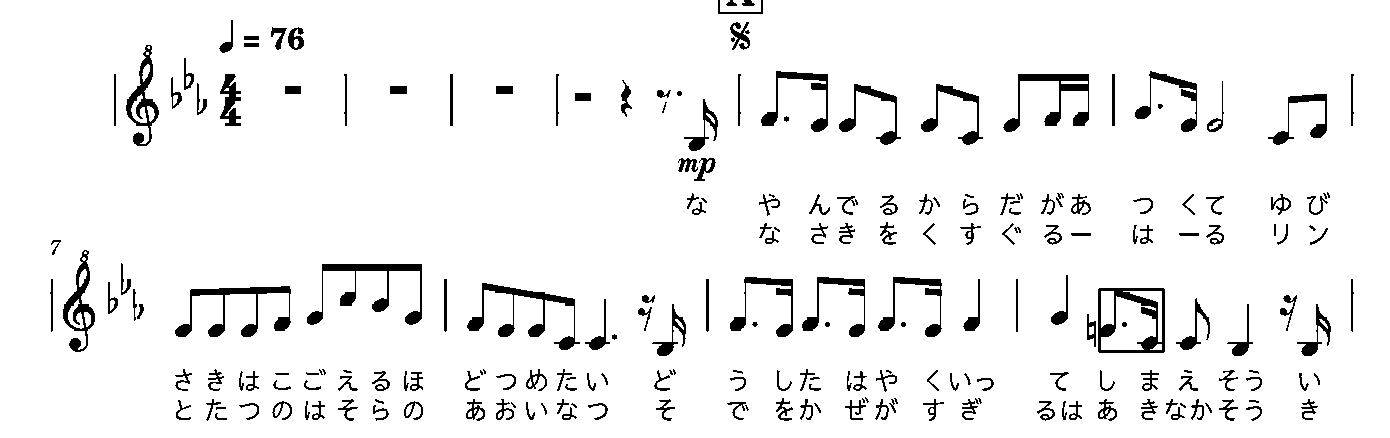 ♩ = 76
mp
な や んで る か ら だ があ つ くて ゆ び
な さき を く す ぐ るー は ーる リ ン
7
さ き は こ ご え る ほ ど つ め た い ど う した はや くいっ て し ま え そう い
と た つ の は そ ら の あ お い な つ そ で をか ぜが す ぎ るは あ きなか そう き